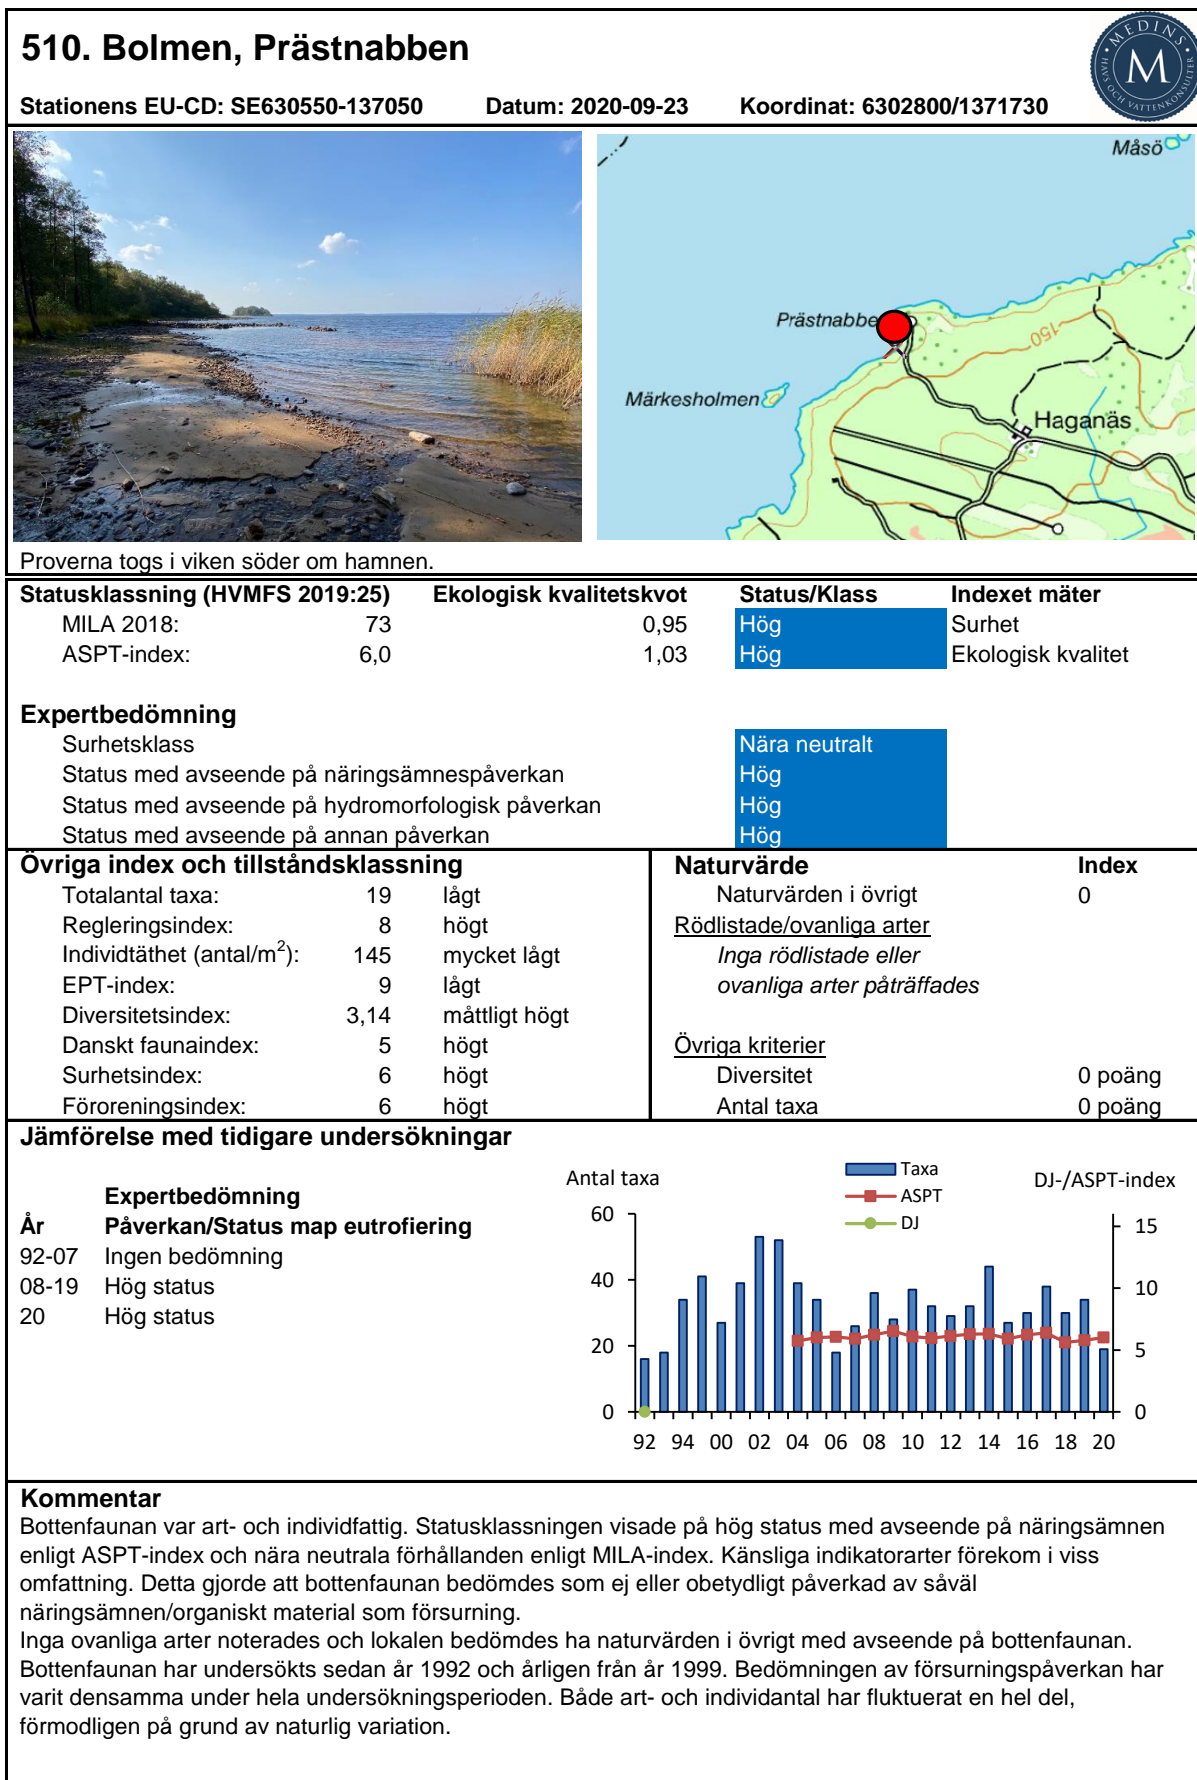 510. Bolmen, Prästnabben
MEDINS
M
HAVS OCH VATTENKONSULTER
Stationens EU-CD: SE630550-137050 Datum: 2020-09-23 Koordinat: 6302800/1371730
Måsö
Prästnabbe
150
Märkesholmen
Haganäs
Proverna togs i viken söder om hamnen.
Statusklassning (HVMFS 2019:25) Ekologisk kvalitetskvot Status/Klass Indexet mäter
MILA 2018: 73 0,95 Hög Surhet
ASPT-index: 6,0 1,03 Hög Ekologisk kvalitet
Expertbedömning
Surhetsklass Nära neutralt
Status med avseende på näringsämnespåverkan Hög
Status med avseende på hydromorfologisk påverkan Hög
Status med avseende på annan påverkan Hög
Övriga index och tillståndsklassning
Totalantal taxa: 19 lågt
Regleringsindex: 8 högt
Individtäthet (antal/m²): 145 mycket lågt
EPT-index: 9 lågt
Diversitetsindex: 3,14 måttligt högt
Danskt faunaindex: 5 högt
Surhetsindex: 6 högt
Föroreningsindex: 6 högt
Naturvärde Index
Naturvärden i övrigt 0
Rödlistade/ovanliga arter
Inga rödlistade eller
ovanliga arter påträffades
Övriga kriterier
Diversitet 0 poäng
Antal taxa 0 poäng
Jämförelse med tidigare undersökningar
Expertbedömning
År Påverkan/Status map eutrofiering
92-07 Ingen bedömning
08-19 Hög status
20 Hög status
Antal taxa
Taxa
ASPT
DJ
DJ-/ASPT-index
60
40
20
0
15
10
5
0
92 94 00 02 04 06 08 10 12 14 16 18 20
Kommentar
Bottenfaunan var art- och individfattig. Statusklassningen visade på hög status med avseende på näringsämnen
enligt ASPT-index och nära neutrala förhållanden enligt MILA-index. Känsliga indikatorarter förekom i viss
omfattning. Detta gjorde att bottenfaunan bedömdes som ej eller obetydligt påverkad av såväl
näringsämnen/organiskt material som försurning.
Inga ovanliga arter noterades och lokalen bedömdes ha naturvärden i övrigt med avseende på bottenfaunan.
Bottenfaunan har undersökts sedan år 1992 och årligen från år 1999. Bedömningen av försurningspåverkan har
varit densamma under hela undersökningsperioden. Både art- och individantal har fluktuerat en hel del,
förmodligen på grund av naturlig variation.